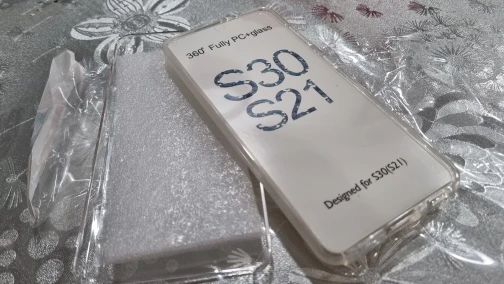 360° Fully PC+glass
S30
S21
Designed for S30(S21)